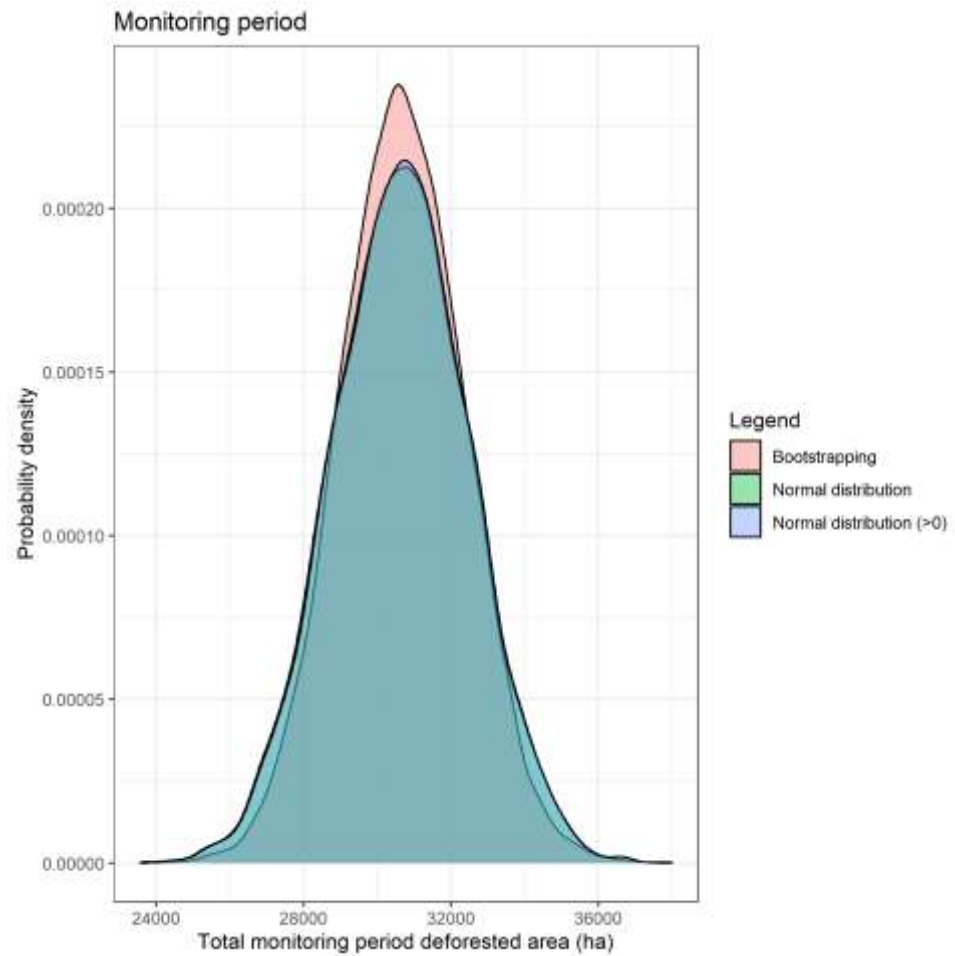 Monitoring period
0.00020
0.00015
0.00010
0.00005
0.00000
Probability density
24000 28000 32000 36000
Total monitoring period deforested area (ha)
Legend
Bootstrapping
Normal distribution
Normal distribution (>0)